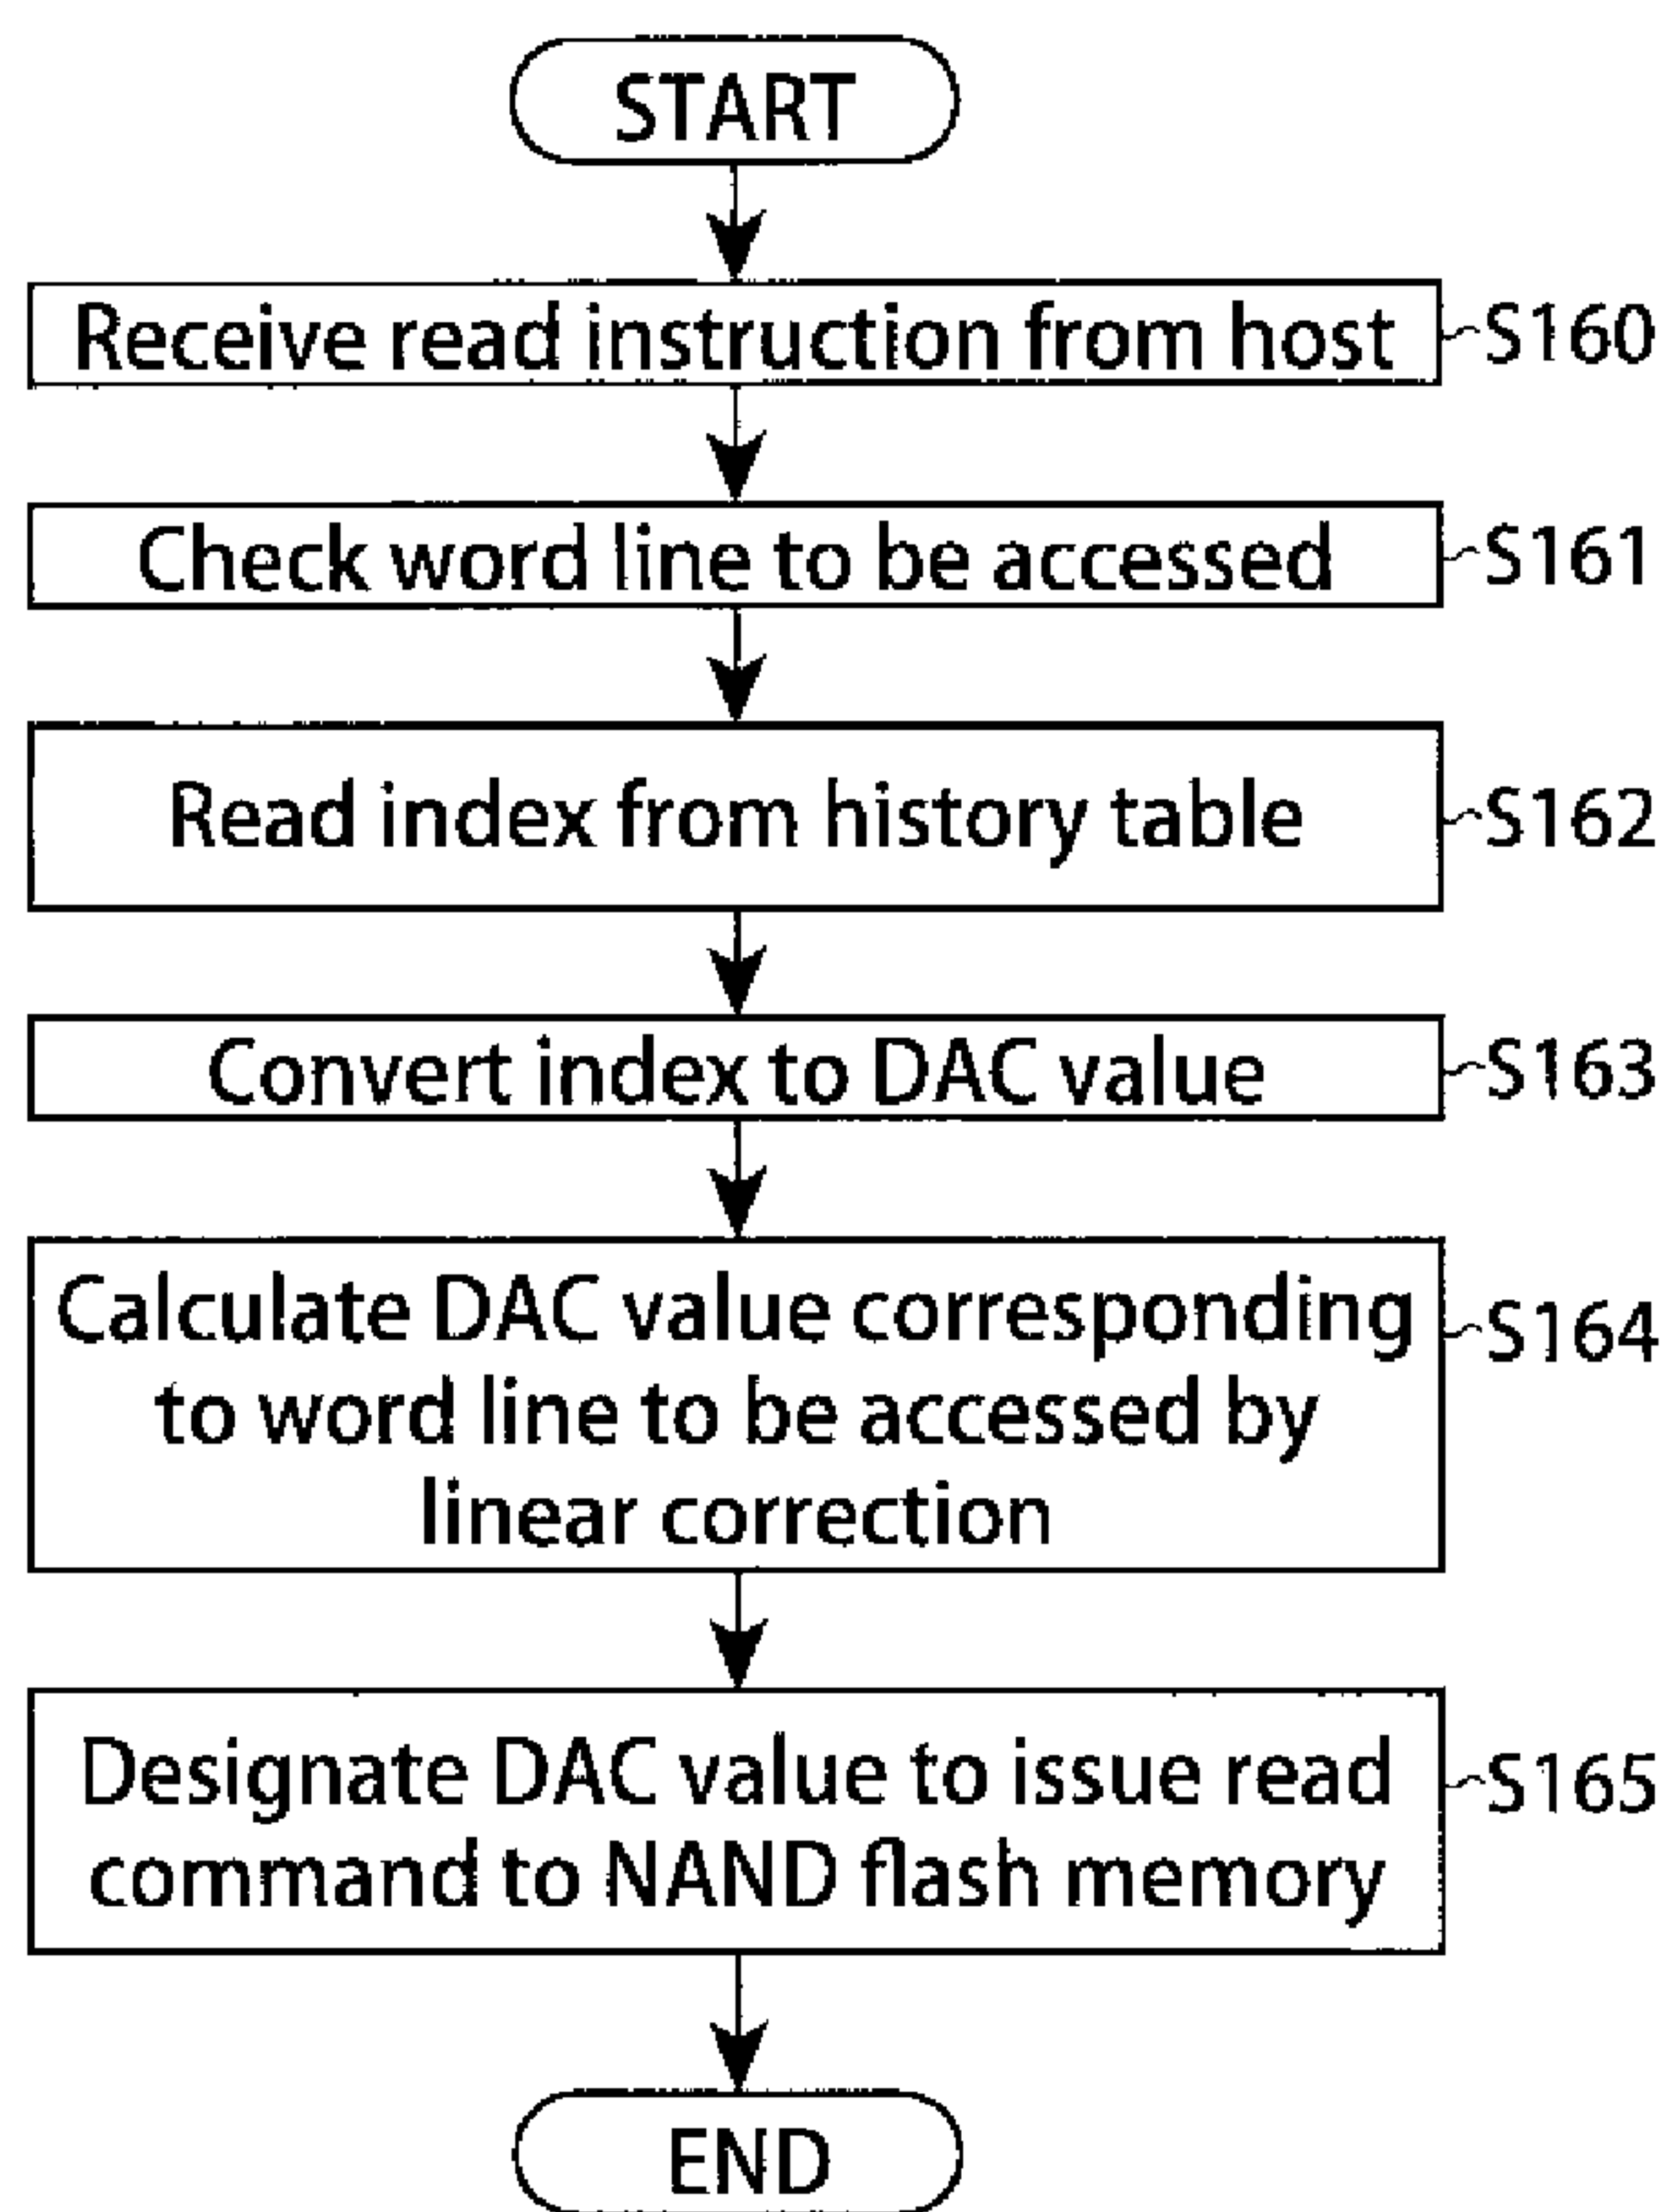 START
Receive read instruction from host
S160
Check word line to be accessed
S161
Read index from history table
S162
Convert index to DAC value
S163
Calculate DAC value corresponding
to word line to be accessed by
linear correction
S164
Designate DAC value to issue read
command to NAND flash memory
S165
END